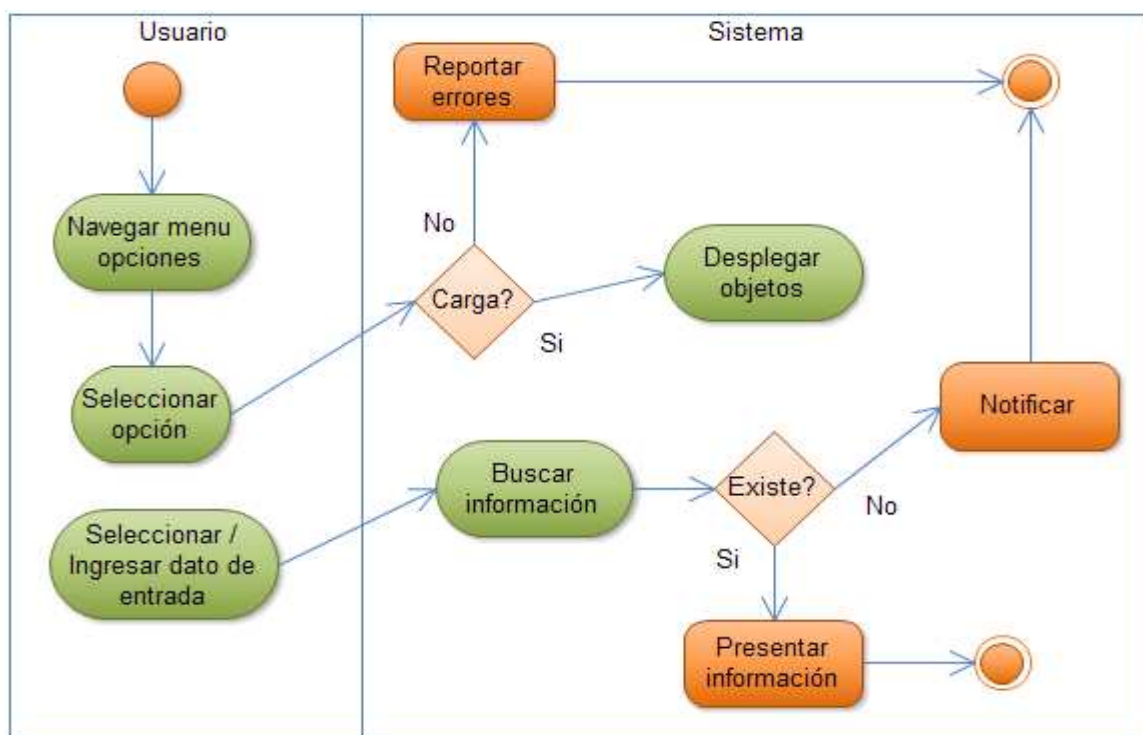 Usuario
Sistema
Reportar
errores
Navegar menu
opciones
No
Carga?
Si
Desplegar
objetos
Seleccionar
opción
Notificar
Buscar
información
Existe?
No
Seleccionar /
Ingresar dato de
entrada
Si
Presentar
información